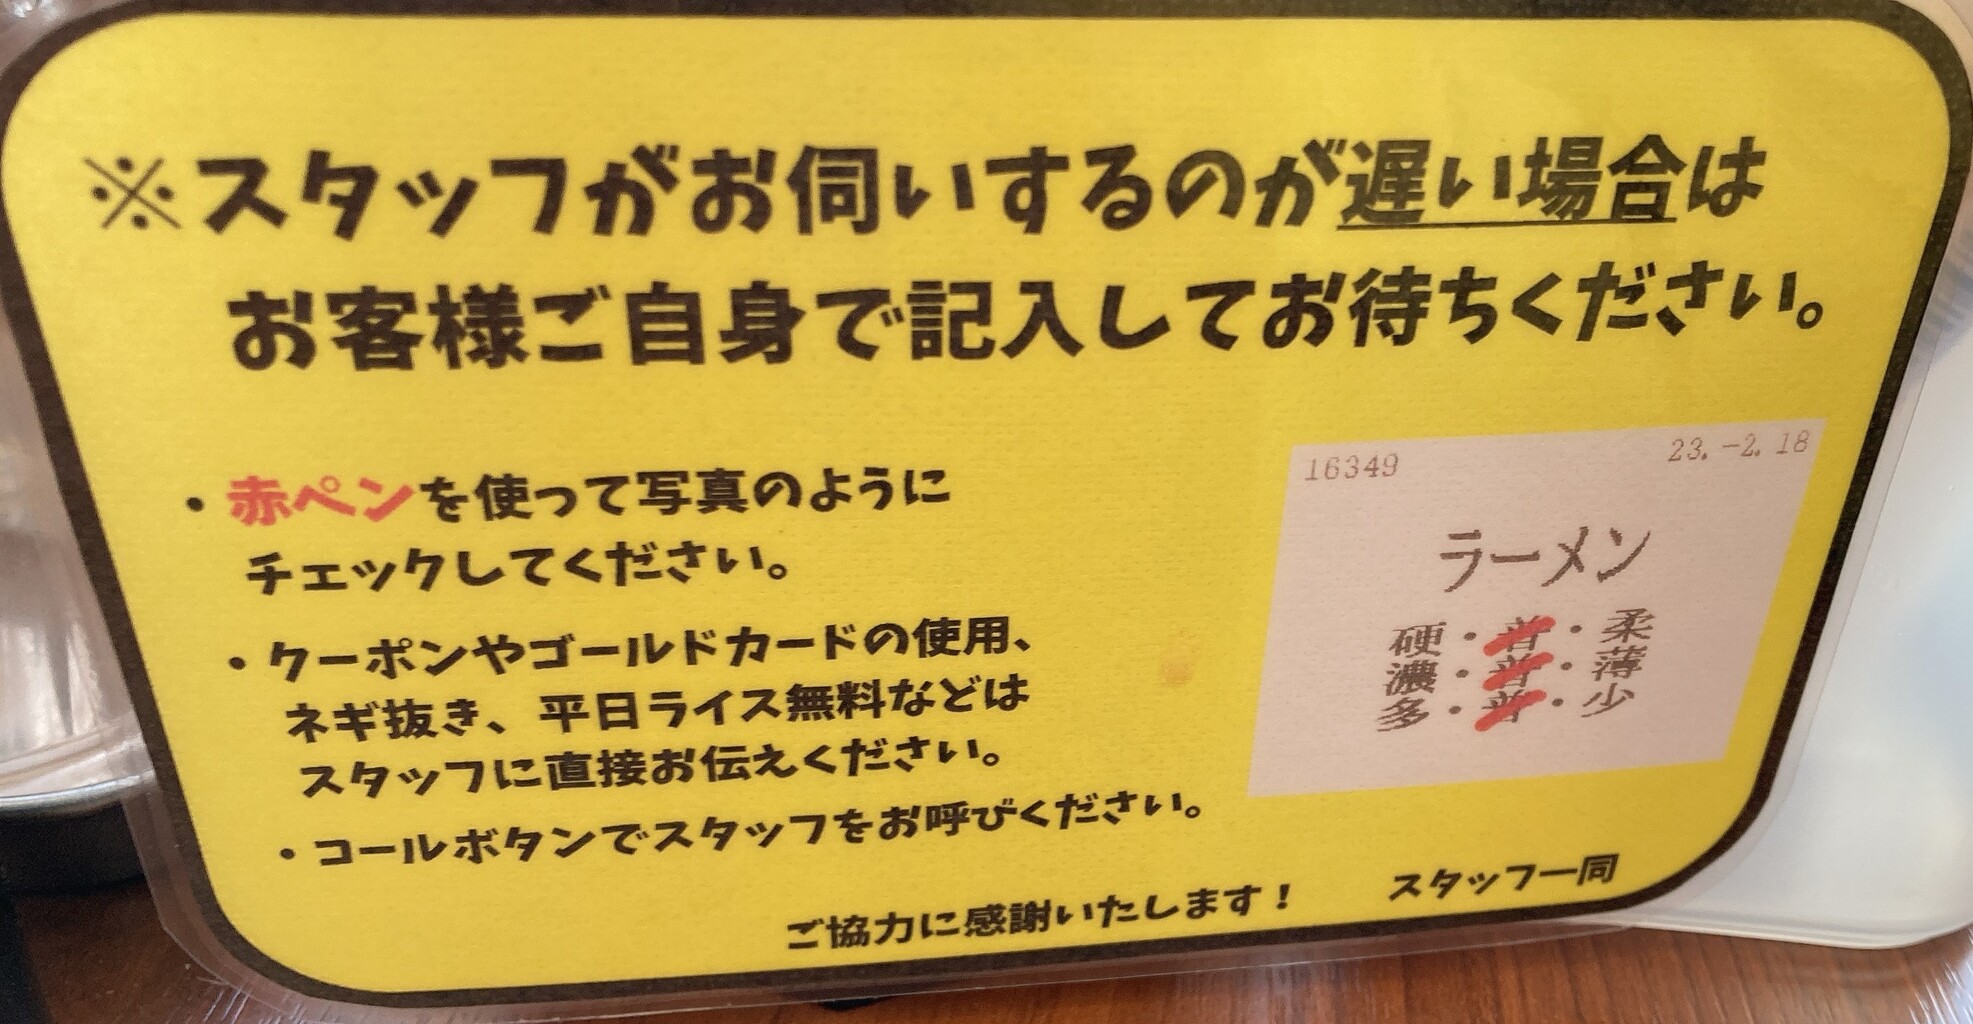 ※スタッフがお伺いするのが遅い場合は
お客様ご自身で記入してお待ちください。
・赤ペンを使って写真のように
チェックしてください。
・クーポンやゴールドカードの使用、
ネギ抜き、平日ライス無料などは
スタッフに直接お伝えください。
・コールボタンでスタッフをお呼びください。
16349 23.-2.18
ラーメン
硬・普・柔
濃・普・薄
多・普・少
ご協力に感謝いたします！ スタッフ一同